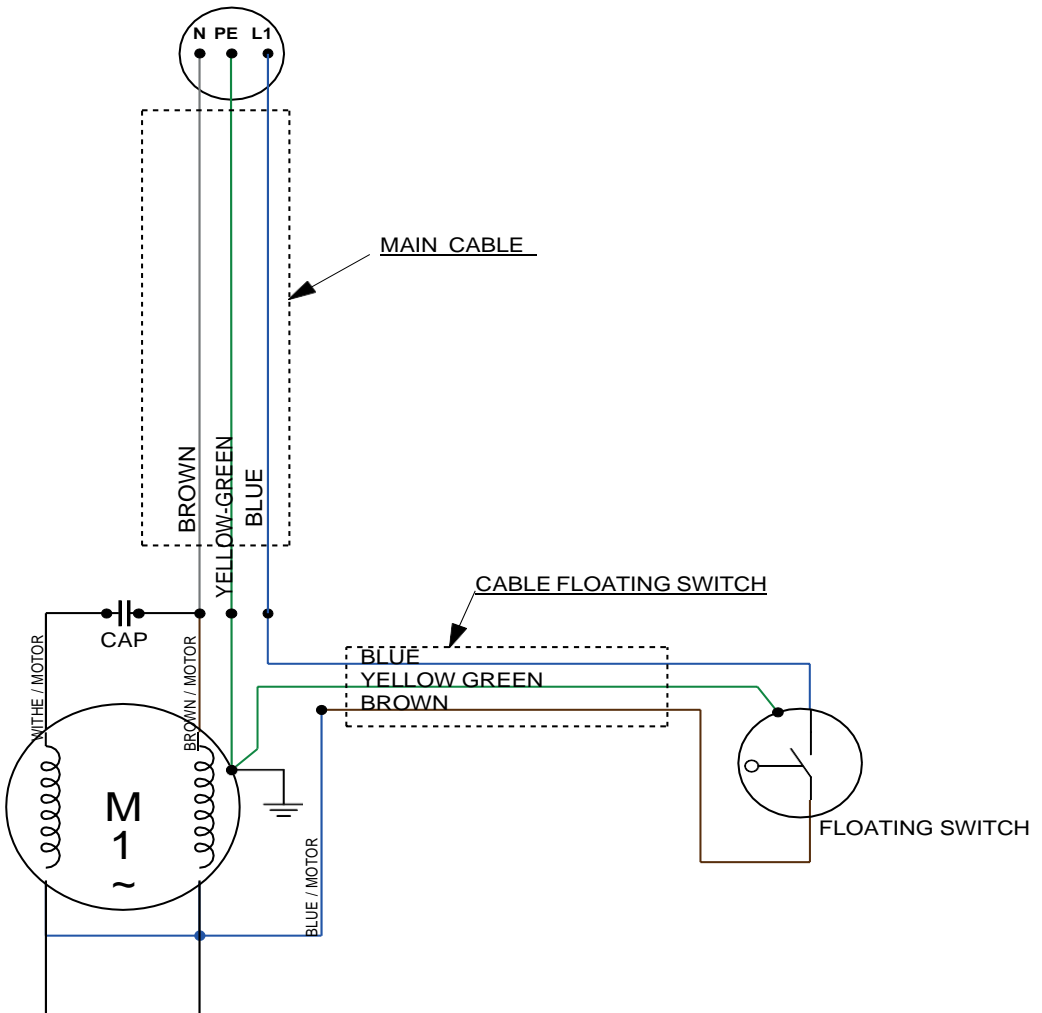 N PE L1
MAIN CABLE
BROWN
YELLOW-GREEN
BLUE
CABLE FLOATING SWITCH
CAP
BLUE
YELLOW GREEN
BROWN
WITHE / MOTOR
BROWN / MOTOR
M
1
~
BLUE / MOTOR
FLOATING SWITCH